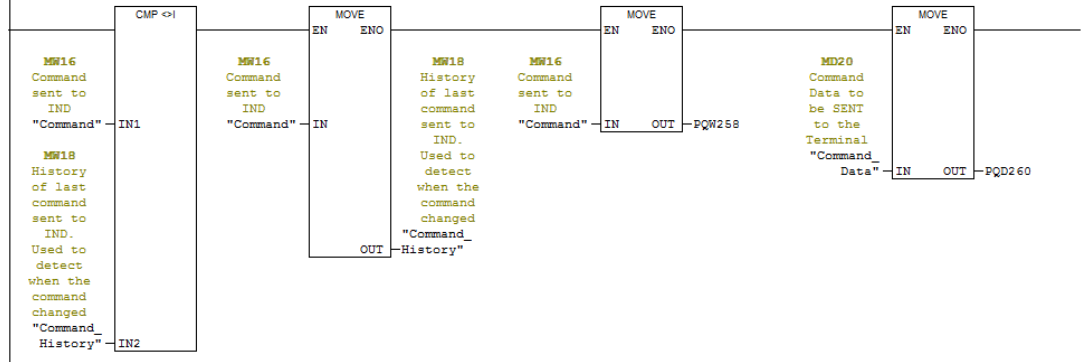 CMP <>I
MW16
Command
sent to
IND
"Command" IN1
MW18
History
of last
command
sent to
IND.
Used to
detect
when the
command
changed
"Command_
History" IN2
MOVE
EN ENO
MW16
Command
sent to
IND
"Command" IN
OUT
MW18
History
of last
command
sent to
IND.
Used to
detect
when the
command
changed
"Command_
History"
MOVE
EN ENO
MW16
Command
sent to
IND
"Command" IN OUT PQW258
MOVE
EN ENO
MD20
Command
Data to
be SENT
to the
Terminal
"Command_
Data" IN OUT PQD260